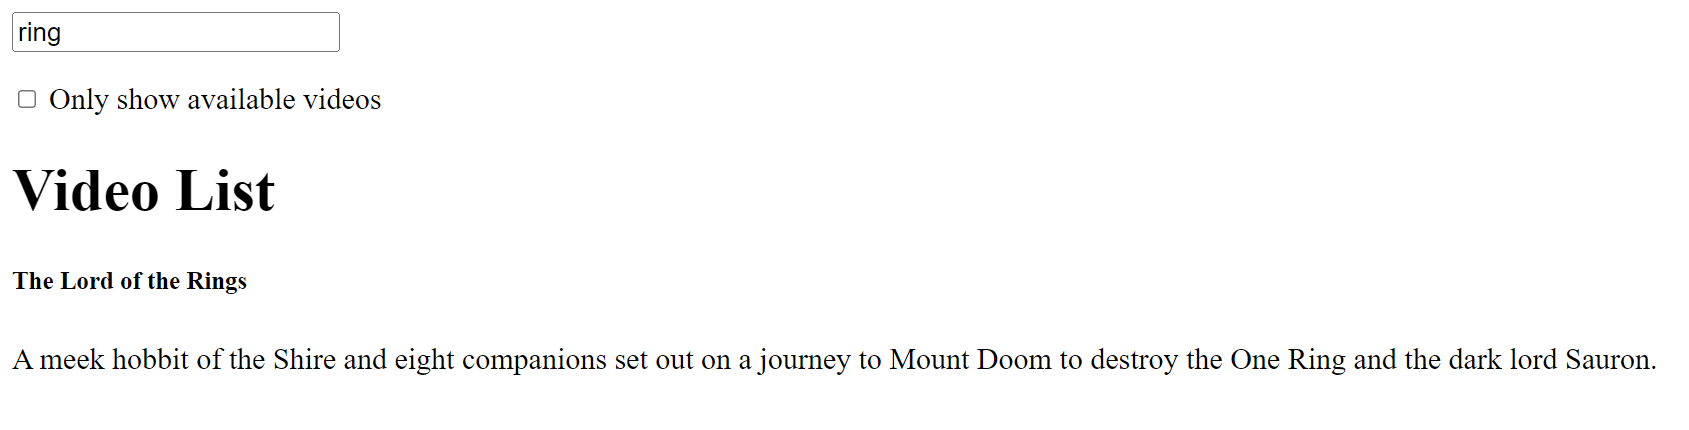 ring
Only show available videos
Video List
The Lord of the Rings
A meek hobbit of the Shire and eight companions set out on a journey to Mount Doom to destroy the One Ring and the dark lord Sauron.